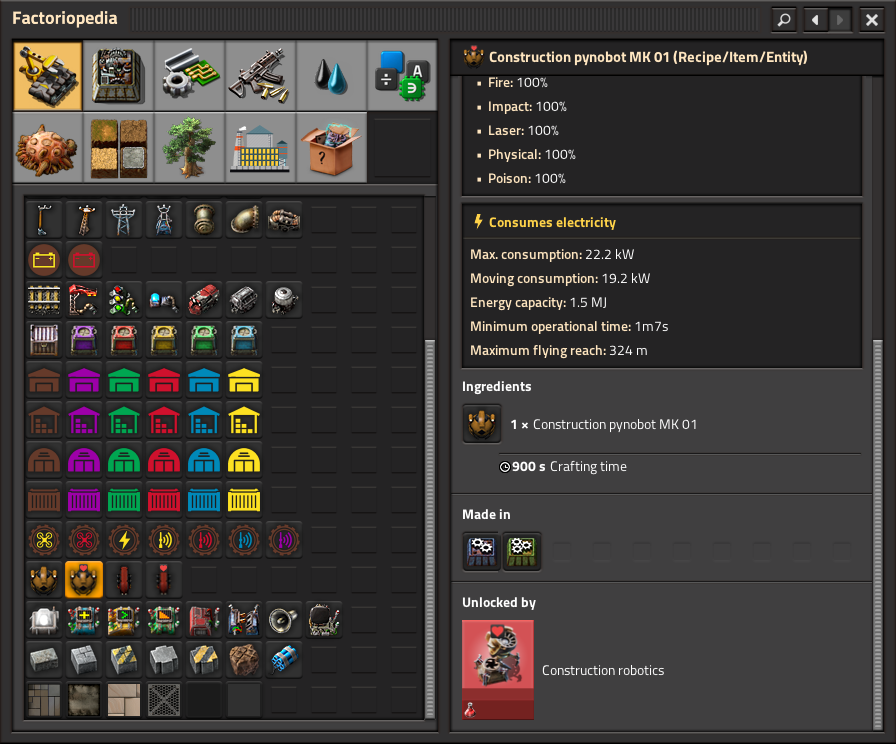 Factoriopedia
Construction pynobot MK 01 (Recipe/Item/Entity)
Fire: 100%
Impact: 100%
Laser: 100%
Physical: 100%
Poison: 100%
Consumes electricity
Max. consumption: 22.2 kW
Moving consumption: 19.2 kW
Energy capacity: 1.5 MJ
Minimum operational time: 1m7s
Maximum flying reach: 324 m
Ingredients
1 × Construction pynobot MK 01
900 s Crafting time
Made in
Unlocked by
Construction robotics